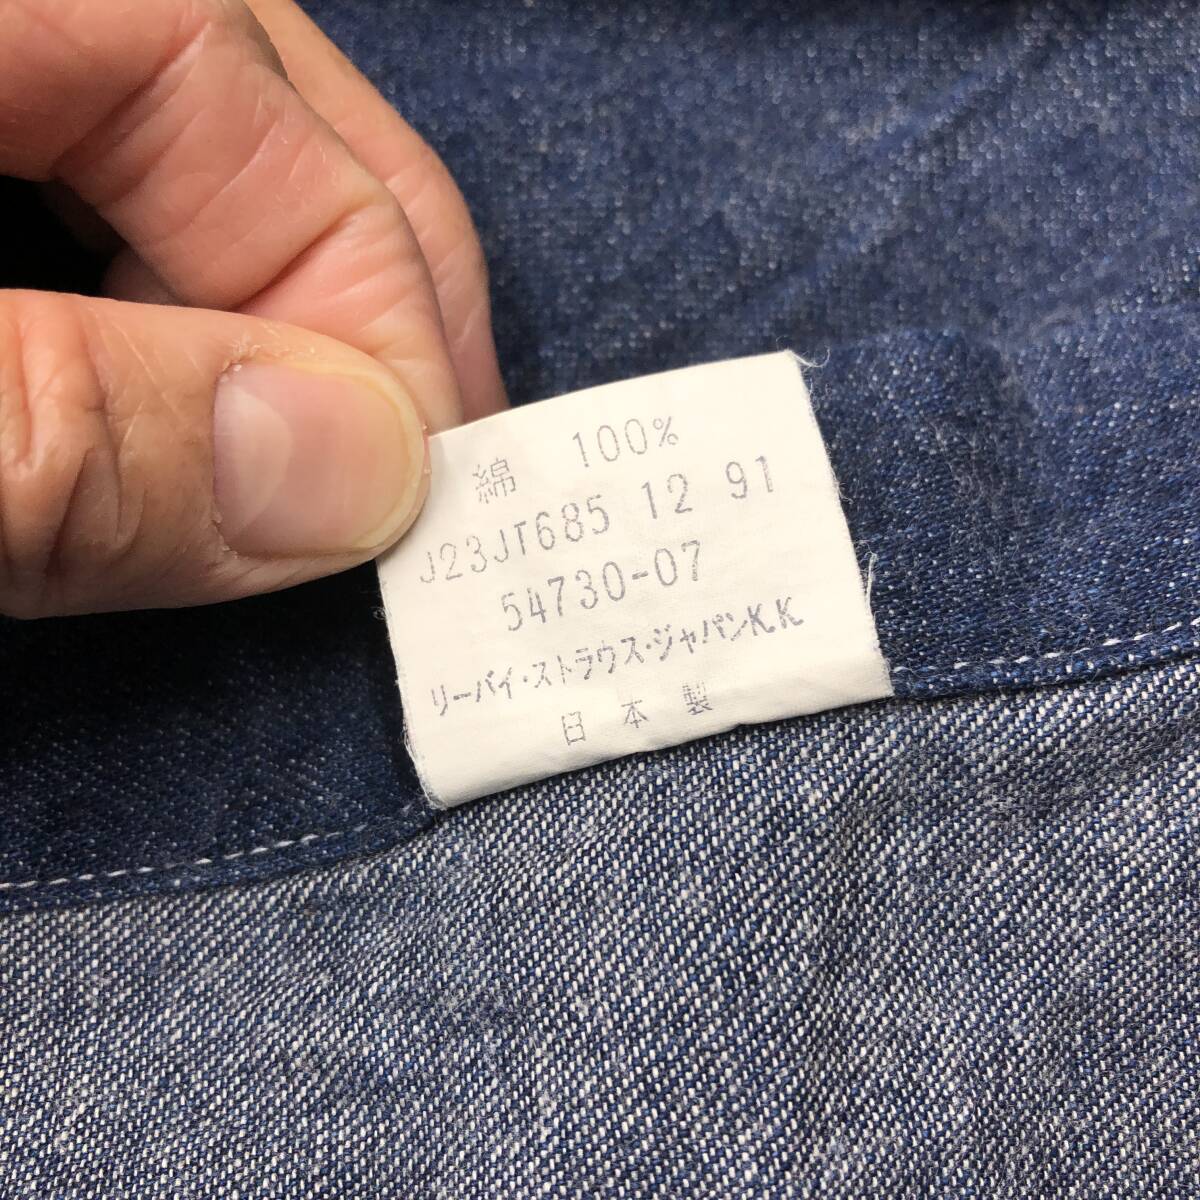 綿 100%
J23JT685 12 91
54730-07
リーバイ・ストラウス・ジャパンK.K
日本製